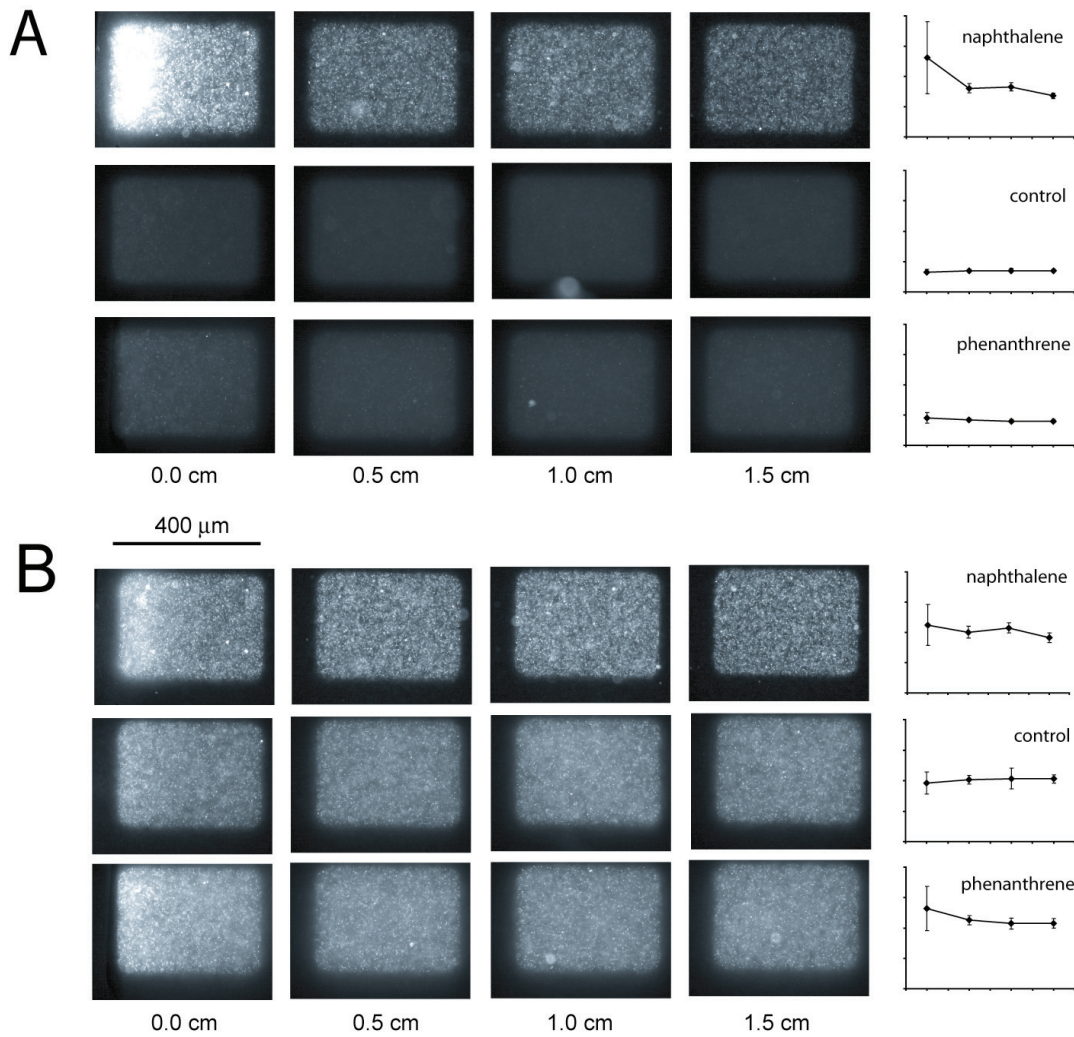 A
naphthalene
control
phenanthrene
0.0 cm 0.5 cm 1.0 cm 1.5 cm
400 μm
B
naphthalene
control
phenanthrene
0.0 cm 0.5 cm 1.0 cm 1.5 cm